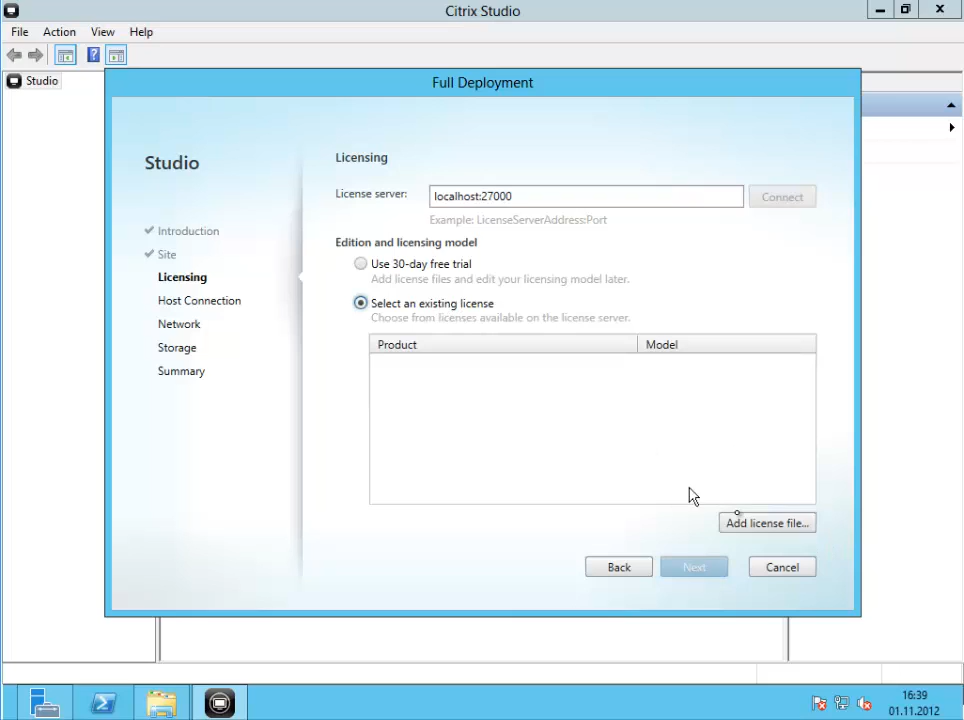 Citrix Studio
File Action View Help
Studio
Full Deployment
Studio
Introduction
Site
Licensing
Host Connection
Network
Storage
Summary
Licensing
License server: localhost:27000 Connect
Example: LicenseServerAddress:Port
Edition and licensing model
Use 30-day free trial
Add license files and edit your licensing model later.
Select an existing license
Choose from licenses available on the license server.
Product Model
Add license file...
Back Next Cancel
16:39
01.11.2012